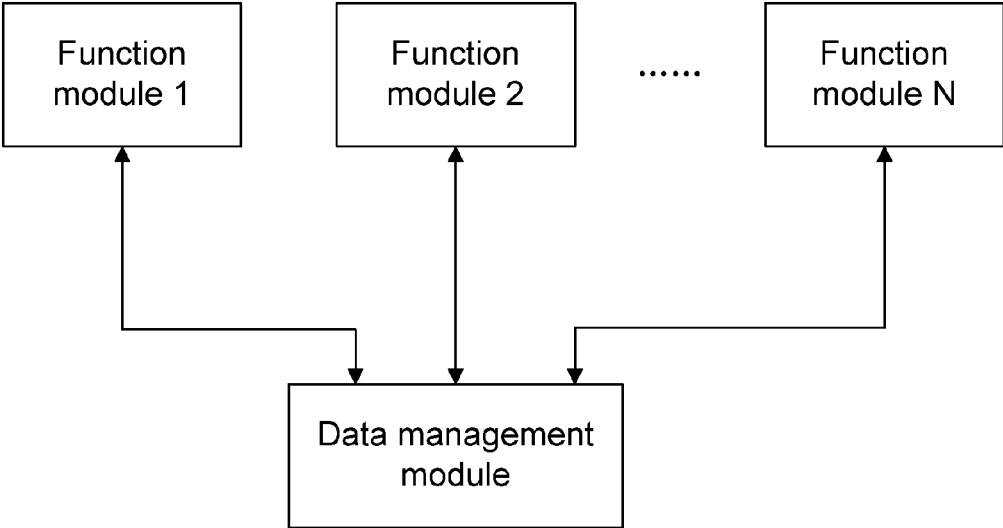 Function
module 1
Function
module 2
......
Function
module N
Data management
module